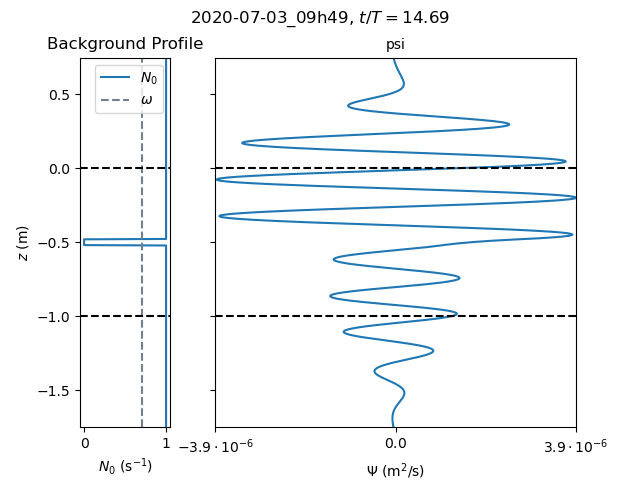 2020-07-03_09h49, t/T = 14.69
Background Profile
psi
N₀
ω
0.5
0.0
−0.5
−1.0
−1.5
z (m)
0
1
N₀ (s⁻¹)
−3.9 · 10⁻⁶
0.0
3.9 · 10⁻⁶
Ψ (m²/s)